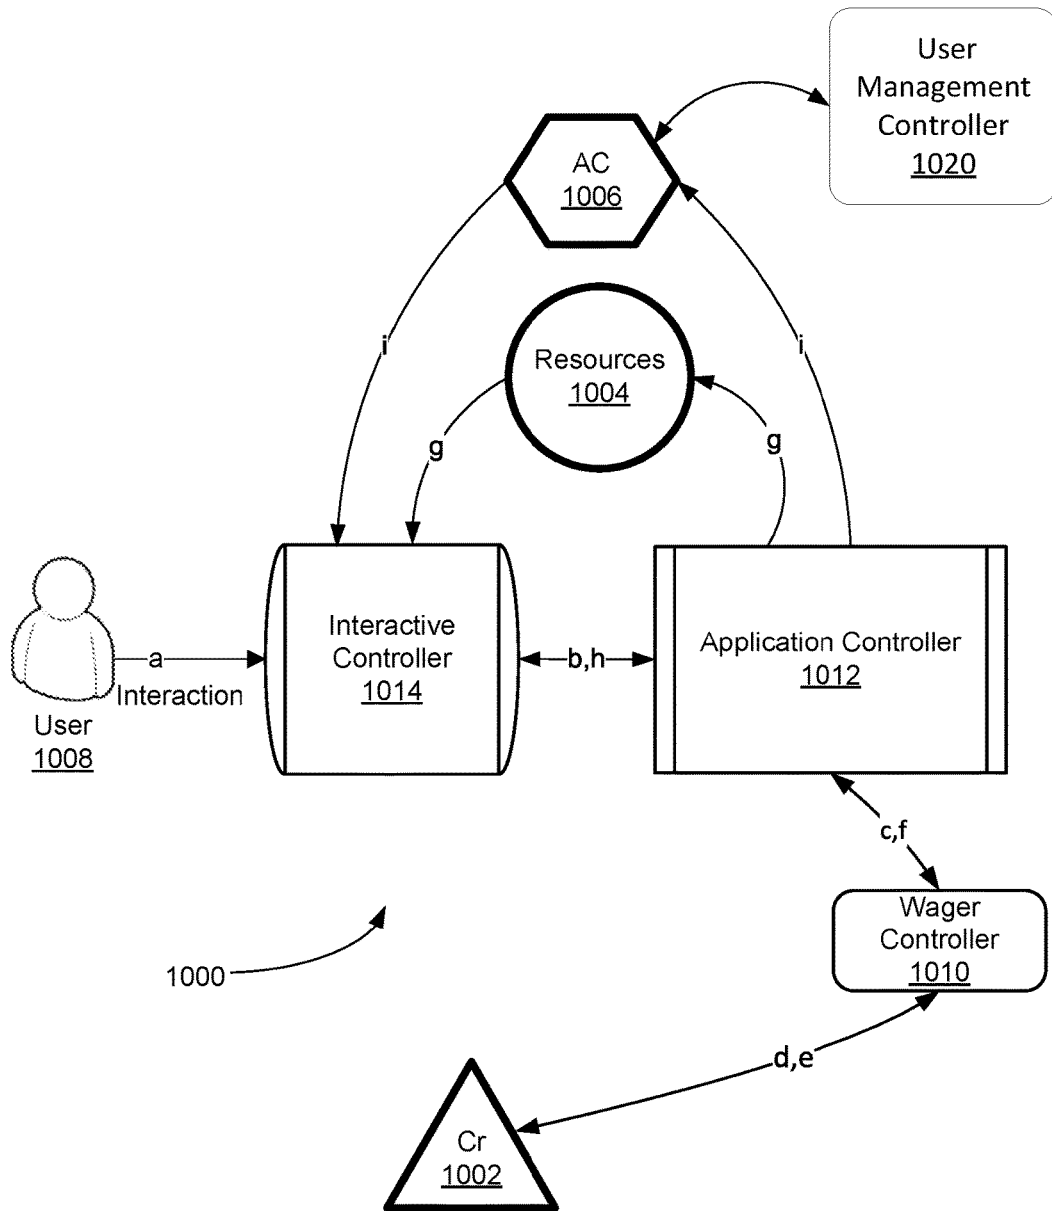 User
Management
Controller
1020
AC
1006
i
i
Resources
1004
g
g
Interactive
Controller
1014
Application Controller
1012
a
Interaction
b,h
User
1008
c,f
Wager
Controller
1010
1000
d,e
Cr
1002